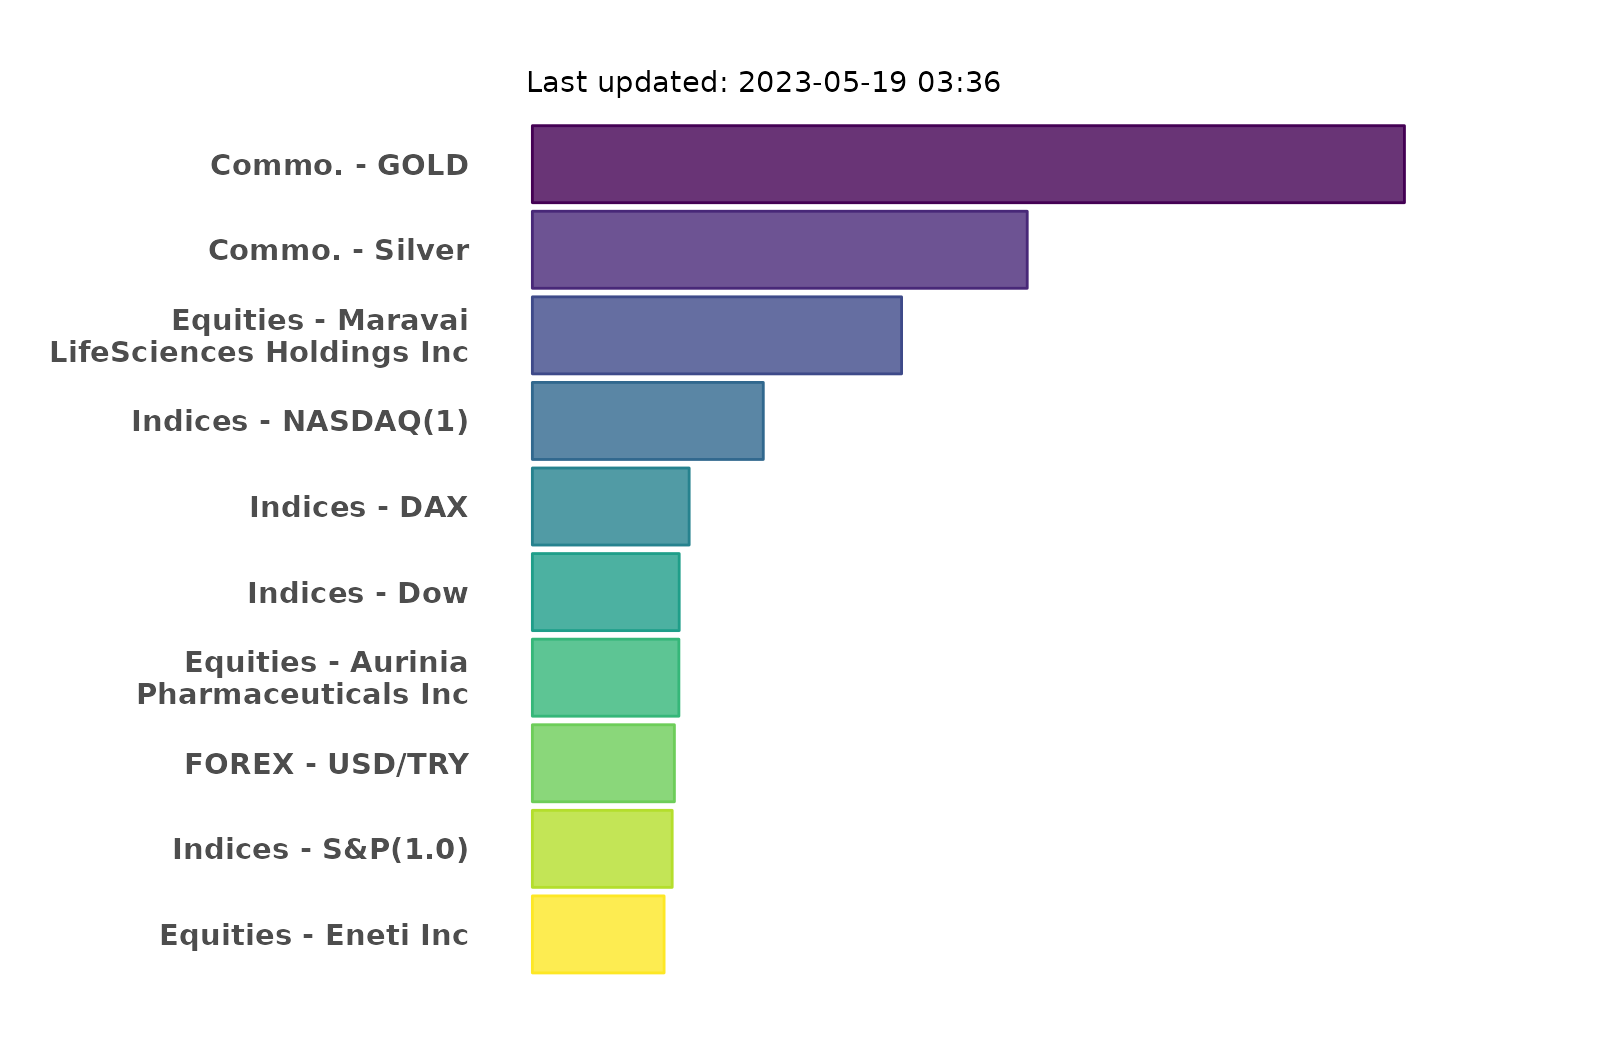 Last updated: 2023-05-19 03:36
Commo. - GOLD
Commo. - Silver
Equities - Maravai
LifeSciences Holdings Inc
Indices - NASDAQ(1)
Indices - DAX
Indices - Dow
Equities - Aurinia
Pharmaceuticals Inc
FOREX - USD/TRY
Indices - S&P(1.0)
Equities - Eneti Inc